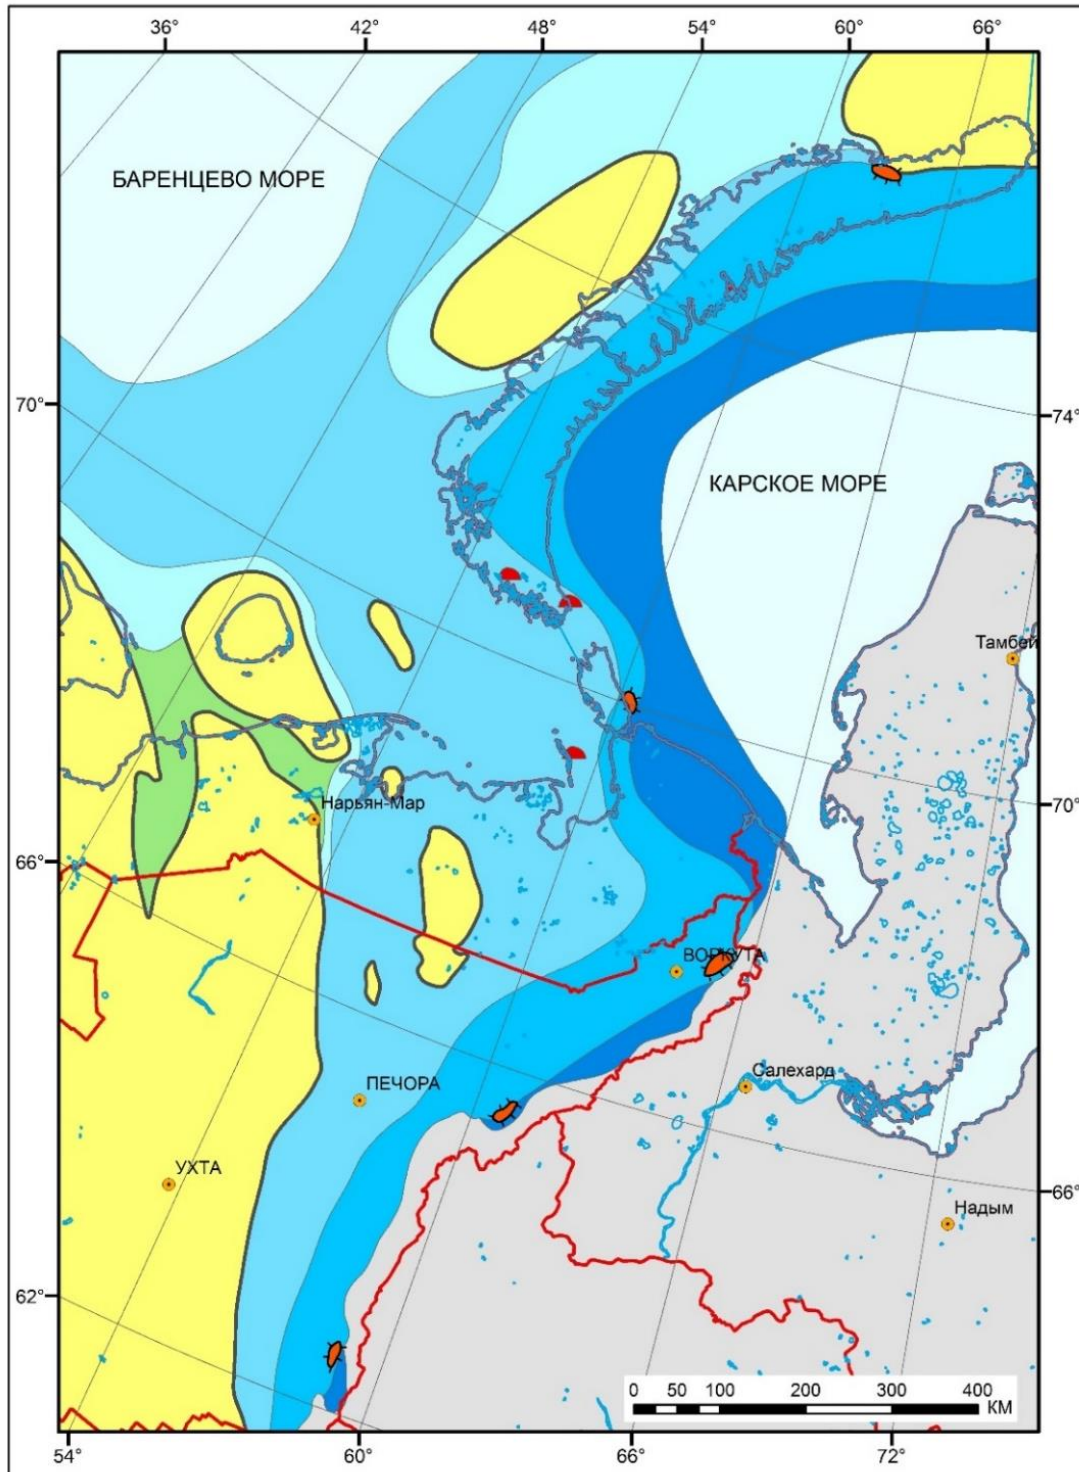 36° 42° 48° 54° 60° 66°
БАРЕНЦЕВО МОРЕ
70°
74°
КАРСКОЕ МОРЕ
Тамбей
70°
Нарьян-Мар
66°
ВОРКУТА
Салехард
ПЕЧОРА
УХТА
66°
Надым
62°
0 50 100 200 300 400
КМ
54° 60° 66° 72°